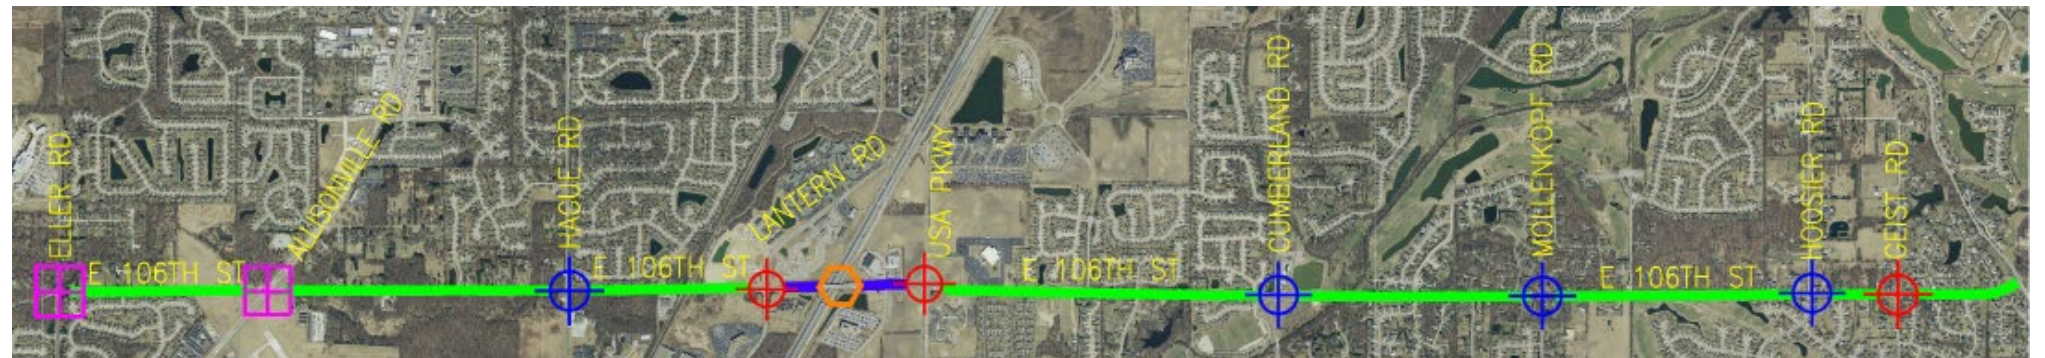 ELLER RD
E 106TH ST
ALLISONVILLE RD
HAGUE RD
E 106TH ST
LANTERN RD
USA PKWY
E 106TH ST
CUMBERLAND RD
MOLLENKOPF RD
E 106TH ST
HOOSIER RD
GEIST RD